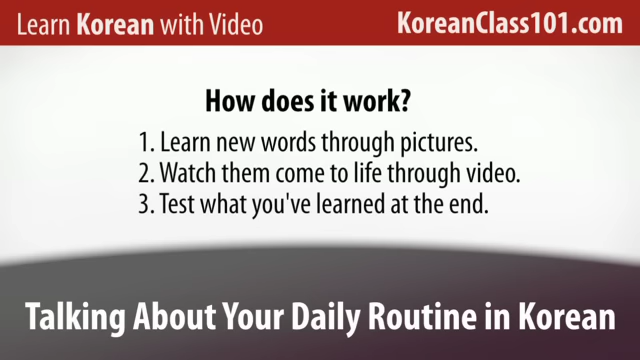 Learn Korean with Video
KoreanClass101.com
How does it work?
1. Learn new words through pictures.
2. Watch them come to life through video.
3. Test what you've learned at the end.
Talking About Your Daily Routine in Korean